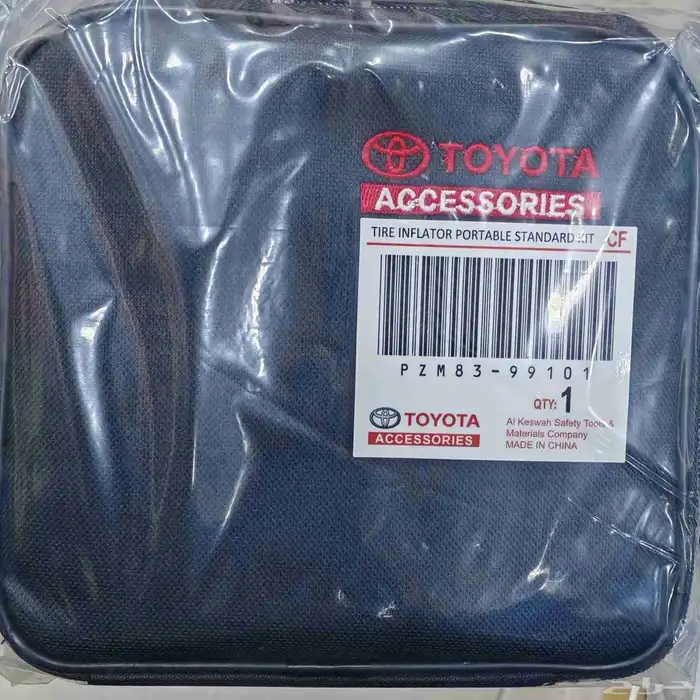 TOYOTA
ACCESSORIES
TIRE INFLATOR PORTABLE STANDARD KIT CF
PZM83-99101
QTY: 1
TOYOTA
ACCESSORIES
Al Keswah Safety Tools &
Materials Company
MADE IN CHINA